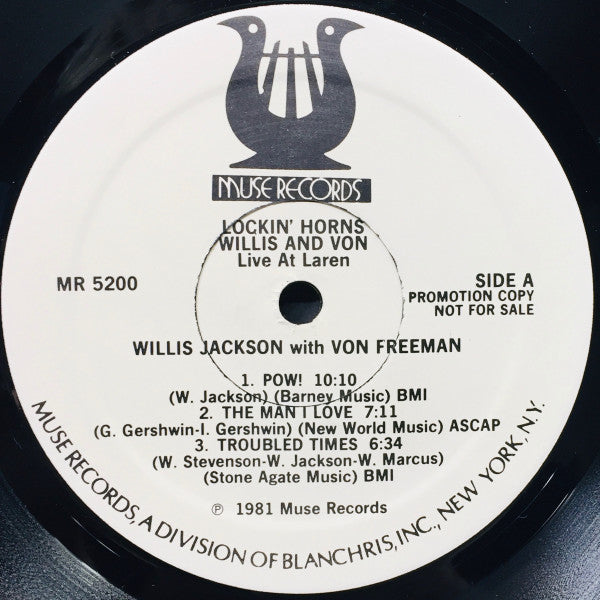 MUSE RECORDS
LOCKIN' HORNS
WILLIS AND VON
Live At Laren
MR 5200
SIDE A
PROMOTION COPY
NOT FOR SALE
WILLIS JACKSON with VON FREEMAN
1. POW! 10:10
(W. Jackson) (Barney Music) BMI
2. THE MAN I LOVE 7:11
(G. Gershwin-I. Gershwin) (New World Music) ASCAP
3. TROUBLED TIMES 6:34
(W. Stevenson-W. Jackson-W. Marcus)
(Stone Agate Music) BMI
℗ 1981 Muse Records
MUSE RECORDS, A DIVISION OF BLANCHRIS, INC., NEW YORK, N.Y.